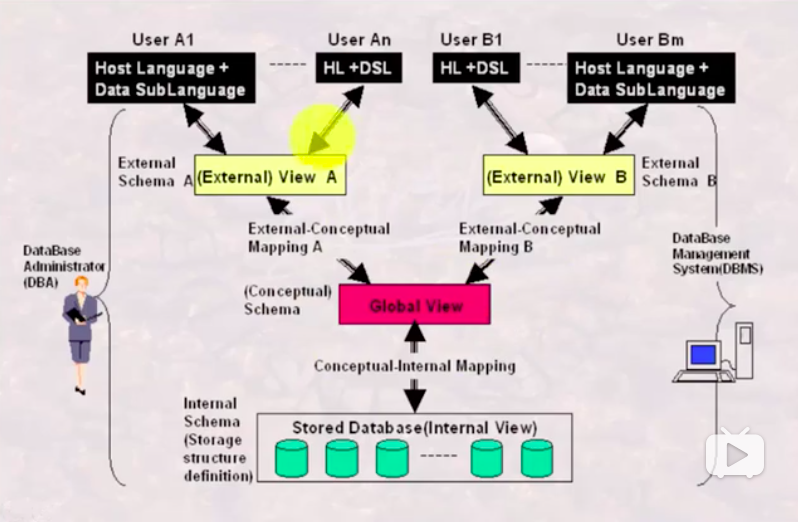 User A1
User An
User B1
User Bm
Host Language +
Data SubLanguage
HL +DSL
HL +DSL
Host Language +
Data SubLanguage
External
Schema A
(External) View A
(External) View B
External
Schema B
External-Conceptual
Mapping A
External-Conceptual
Mapping B
DataBase
Administrator
(DBA)
DataBase
Management
System(DBMS)
(Conceptual)
Schema
Global View
Conceptual-Internal Mapping
Internal
Schema
(Storage
structure
definition)
Stored Database(Internal View)